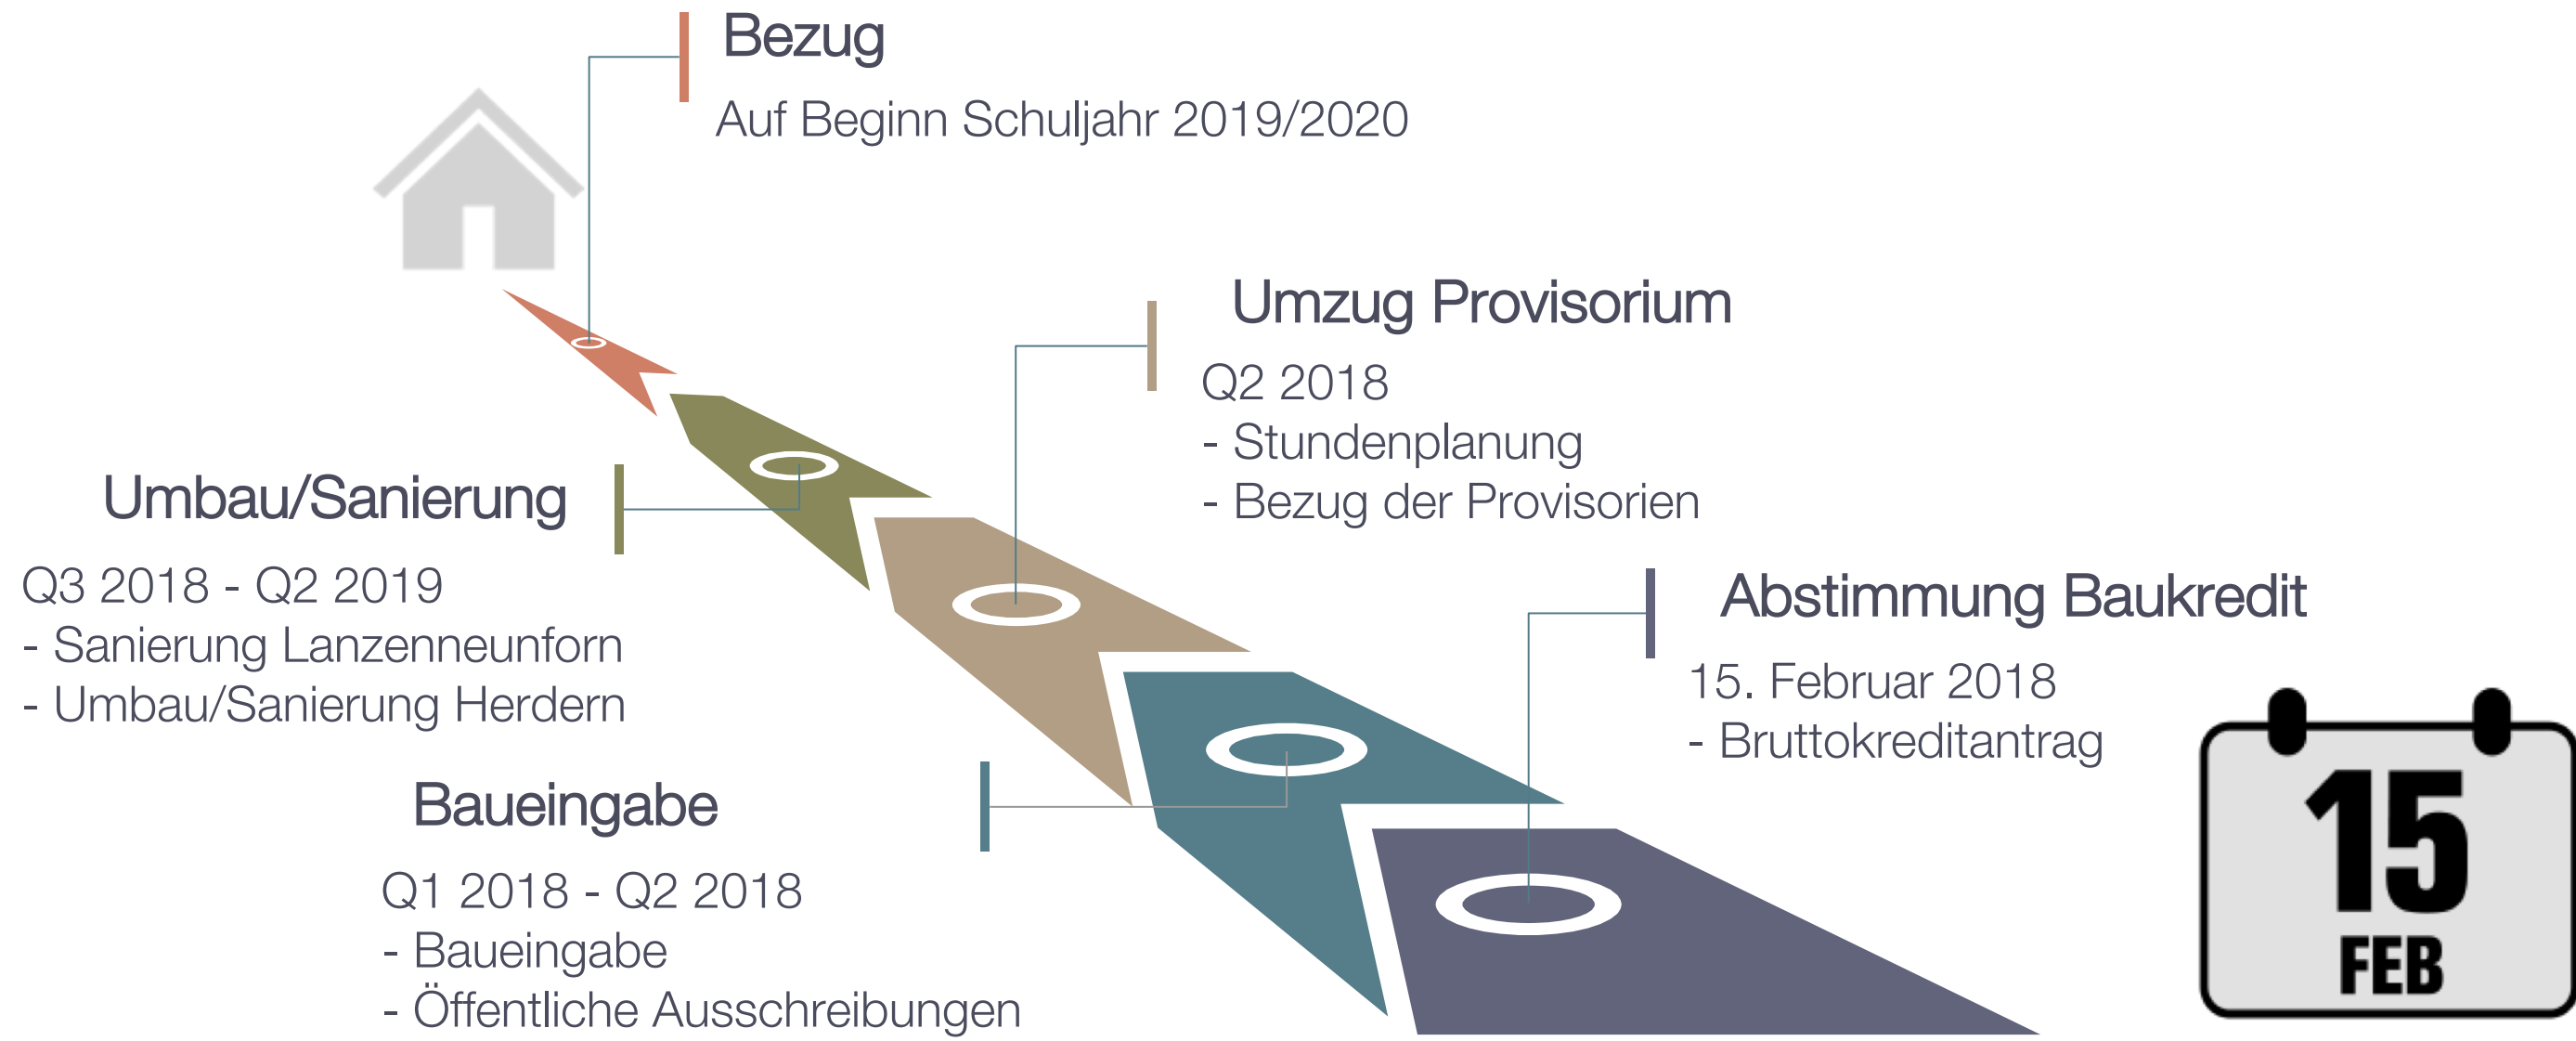 Bezug
Auf Beginn Schuljahr 2019/2020
Umzug Provisorium
Q2 2018
- Stundenplanung
- Bezug der Provisorien
Umbau/Sanierung
Q3 2018 - Q2 2019
- Sanierung Lanzenneunforn
- Umbau/Sanierung Herdern
Abstimmung Baukredit
15. Februar 2018
- Bruttokreditantrag
Baueingabe
Q1 2018 - Q2 2018
- Baueingabe
- Öffentliche Ausschreibungen
15
FEB